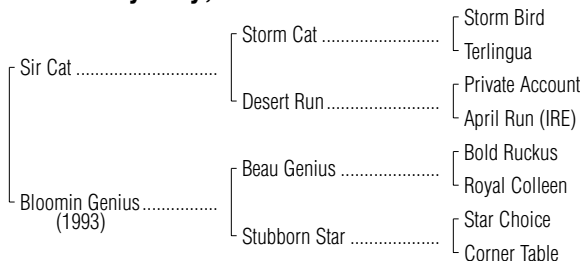 Storm Bird
Storm Cat ........................
Terlingua
Sir Cat ..............................
Private Account
Desert Run ........................
April Run (IRE)
Bold Ruckus
Beau Genius .....................
Royal Colleen
Bloomin Genius ................
(1993)
Star Choice
Stubborn Star ....................
Corner Table